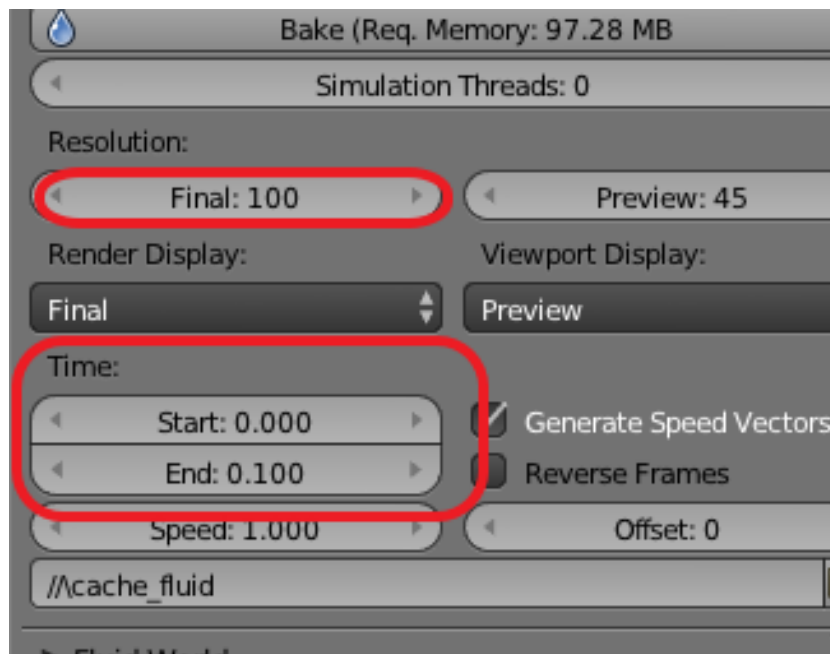 Bake (Req. Memory: 97.28 MB
Simulation Threads: 0
Resolution:
Final: 100 Preview: 45
Render Display: Viewport Display:
Final Preview
Time:
Start: 0.000 Generate Speed Vectors
End: 0.100 Reverse Frames
Speed: 1.000 Offset: 0
//\cache_fluid